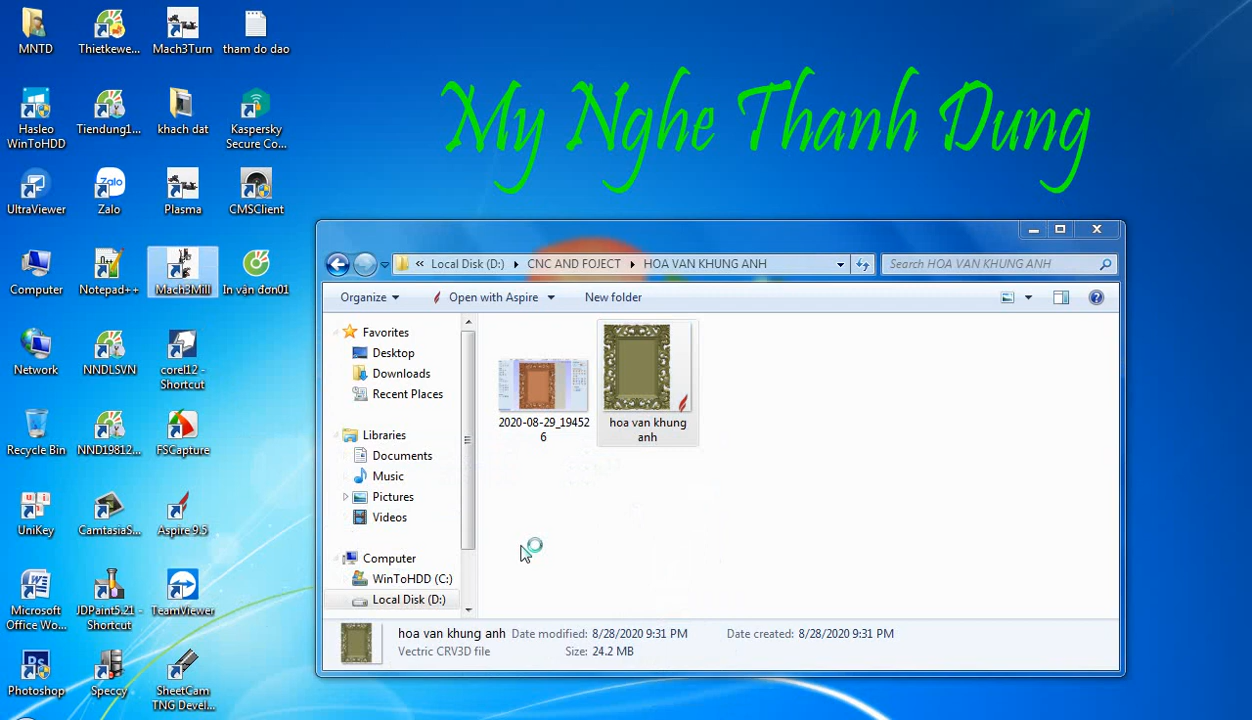 MNTD
Thietkewe...
Mach3Turn
tham do dao
My Nghe Thanh Dung
Hasleo
WinToHDD
Tiendung1...
khach dat
Kaspersky
Secure Co...
UltraViewer
Zalo
Plasma
CMSClient
Computer
Notepad++
Mach3Mill
In vận đơn01
Network
NNDLSVN
corel12 -
Shortcut
Recycle Bin
NND19812...
FSCapture
UniKey
CamtasiaS...
Aspire 9.5
Microsoft
Office Wo...
JDPaint5.21 -
Shortcut
TeamViewer
Photoshop
Speccy
SheetCam
TNG Devel...
« Local Disk (D:) CNC AND FOJECT HOA VAN KHUNG ANH
Search HOA VAN KHUNG ANH
Organize Open with Aspire New folder
Favorites
Desktop
Downloads
Recent Places
Libraries
Documents
Music
Pictures
Videos
Computer
WinToHDD (C:)
Local Disk (D:)
2020-08-29_19452
6
hoa van khung
anh
hoa van khung anh Date modified: 8/28/2020 9:31 PM Date created: 8/28/2020 9:31 PM
Vectric CRV3D file Size: 24.2 MB